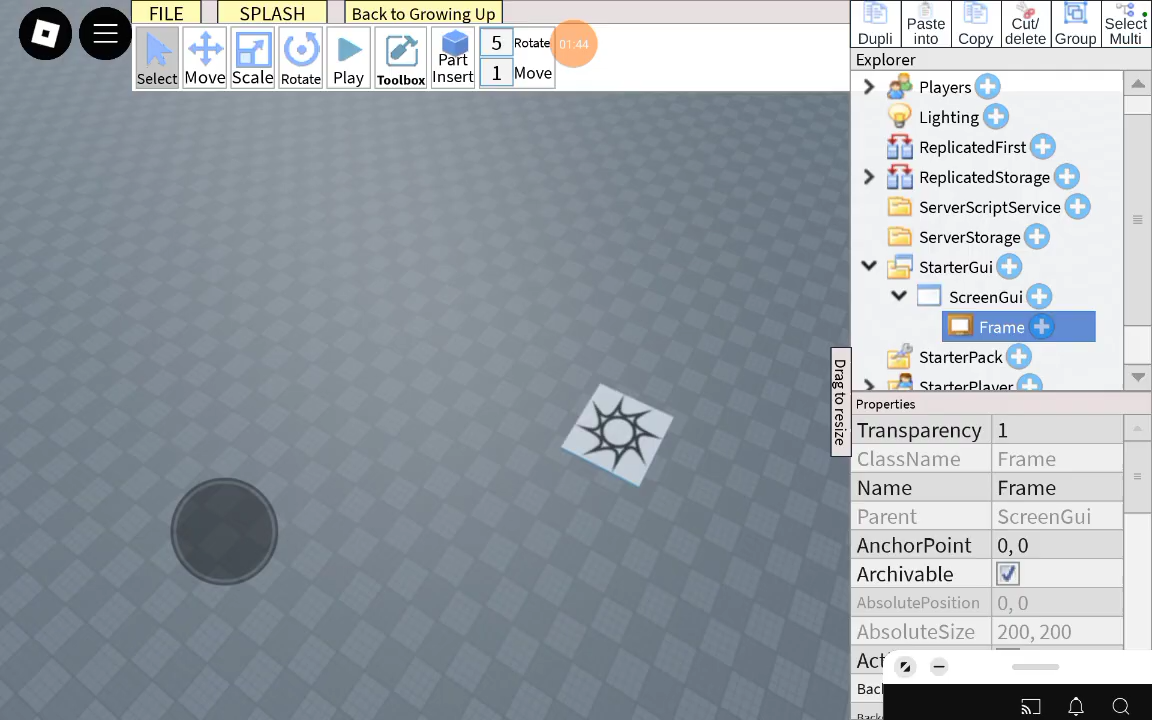 FILE
SPLASH
Back to Growing Up
Select
Move
Scale
Rotate
Play
Toolbox
Part
Insert
5
Rotate
1
Move
01:44
Dupli
Paste
into
Copy
Cut/
delete
Group
Select
Multi
Explorer
Players
Lighting
ReplicatedFirst
ReplicatedStorage
ServerScriptService
ServerStorage
StarterGui
ScreenGui
Frame
StarterPack
StarterPlayer
Drag to resize
Properties
Transparency 1
ClassName Frame
Name Frame
Parent ScreenGui
AnchorPoint 0, 0
Archivable
AbsolutePosition 0, 0
AbsoluteSize 200, 200
Act
Bac